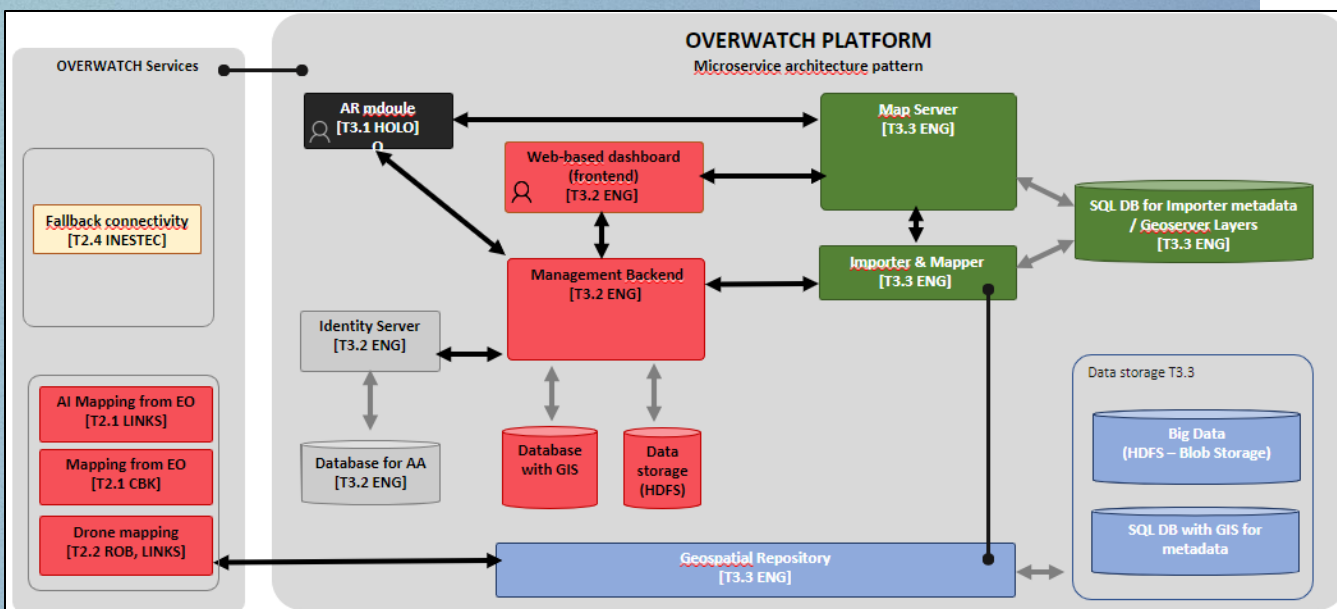 OVERWATCH PLATFORM
Microservice architecture pattern
OVERWATCH Services
AR mdoule
[T3.1 HOLO]
O
Map Server
[T3.3 ENG]
Web-based dashboard
(frontend)
[T3.2 ENG]
Fallback connectivity
[T2.4 INESTEC]
SQL DB for Importer metadata
/ Geoserver Layers
[T3.3 ENG]
Management Backend
[T3.2 ENG]
Importer & Mapper
[T3.3 ENG]
Identity Server
[T3.2 ENG]
Data storage T3.3
AI Mapping from EO
[T2.1 LINKS]
Mapping from EO
[T2.1 CBK]
Drone mapping
[T2.2 ROB, LINKS]
Database for AA
[T3.2 ENG]
Database
with GIS
Data
storage
(HDFS)
Big Data
(HDFS – Blob Storage)
SQL DB with GIS for
metadata
Geospatial Repository
[T3.3 ENG]